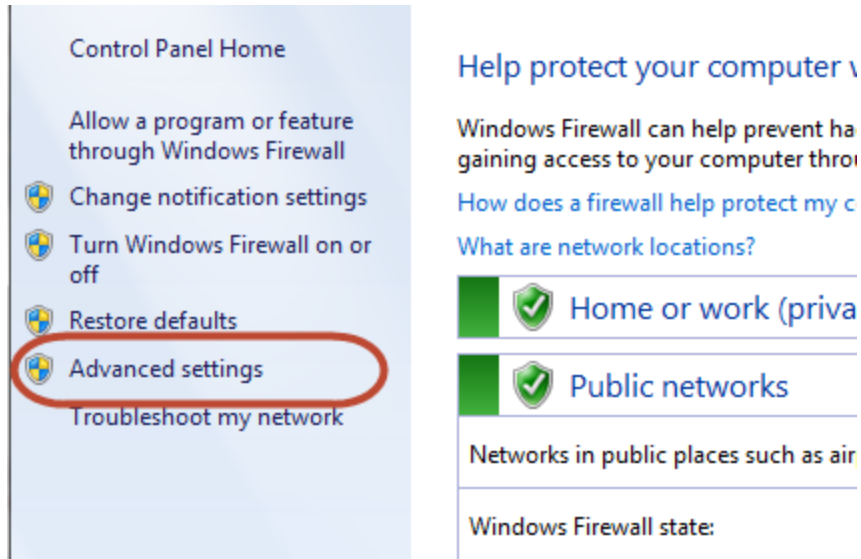 Control Panel Home
Allow a program or feature
through Windows Firewall
Change notification settings
Turn Windows Firewall on or
off
Restore defaults
Advanced settings
Troubleshoot my network
Help protect your computer
Windows Firewall can help prevent
gaining access to your computer
How does a firewall help protect my
What are network locations?
Home or work
Public networks
Networks in public places such as
Windows Firewall state: